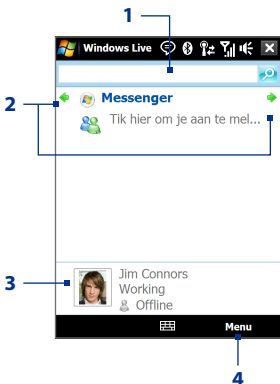 1
Windows Live
2
Messenger
Tik hier om je aan te mel...
3
Jim Connors
Working
Offline
Menu
4